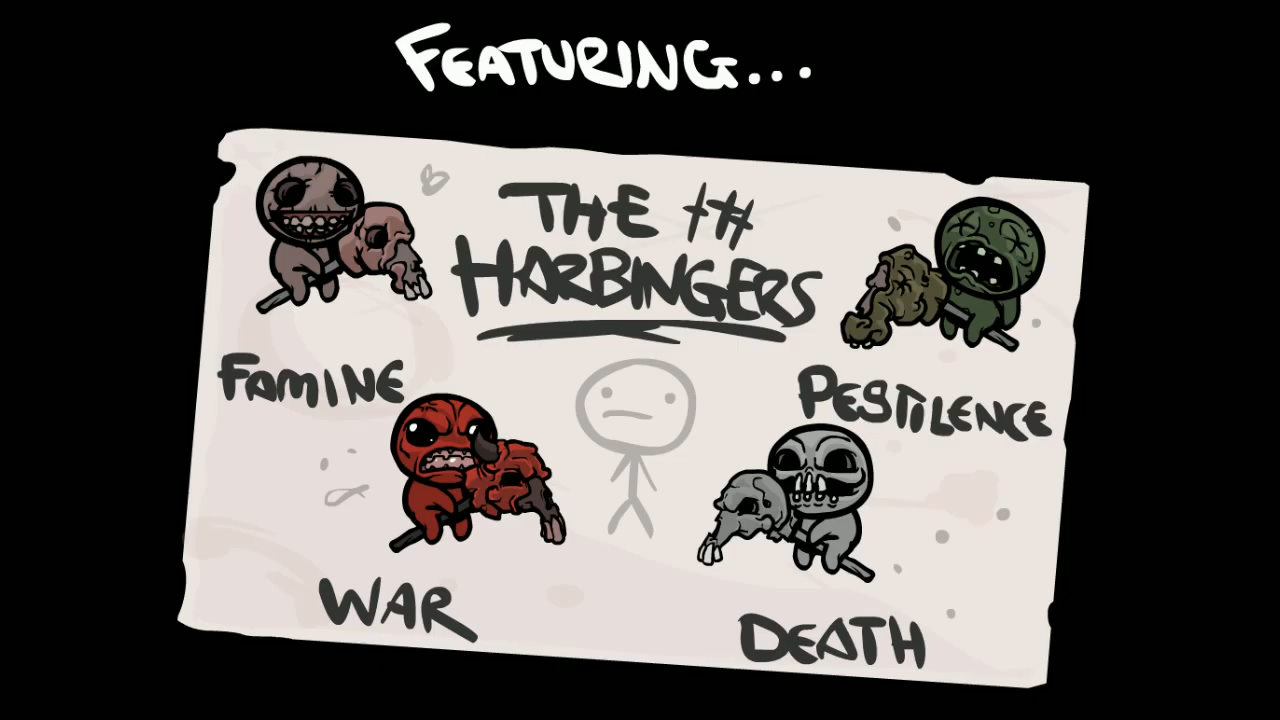 FEATURING...
THE
HARBINGERS
FAMINE
PESTILENCE
WAR
DEATH